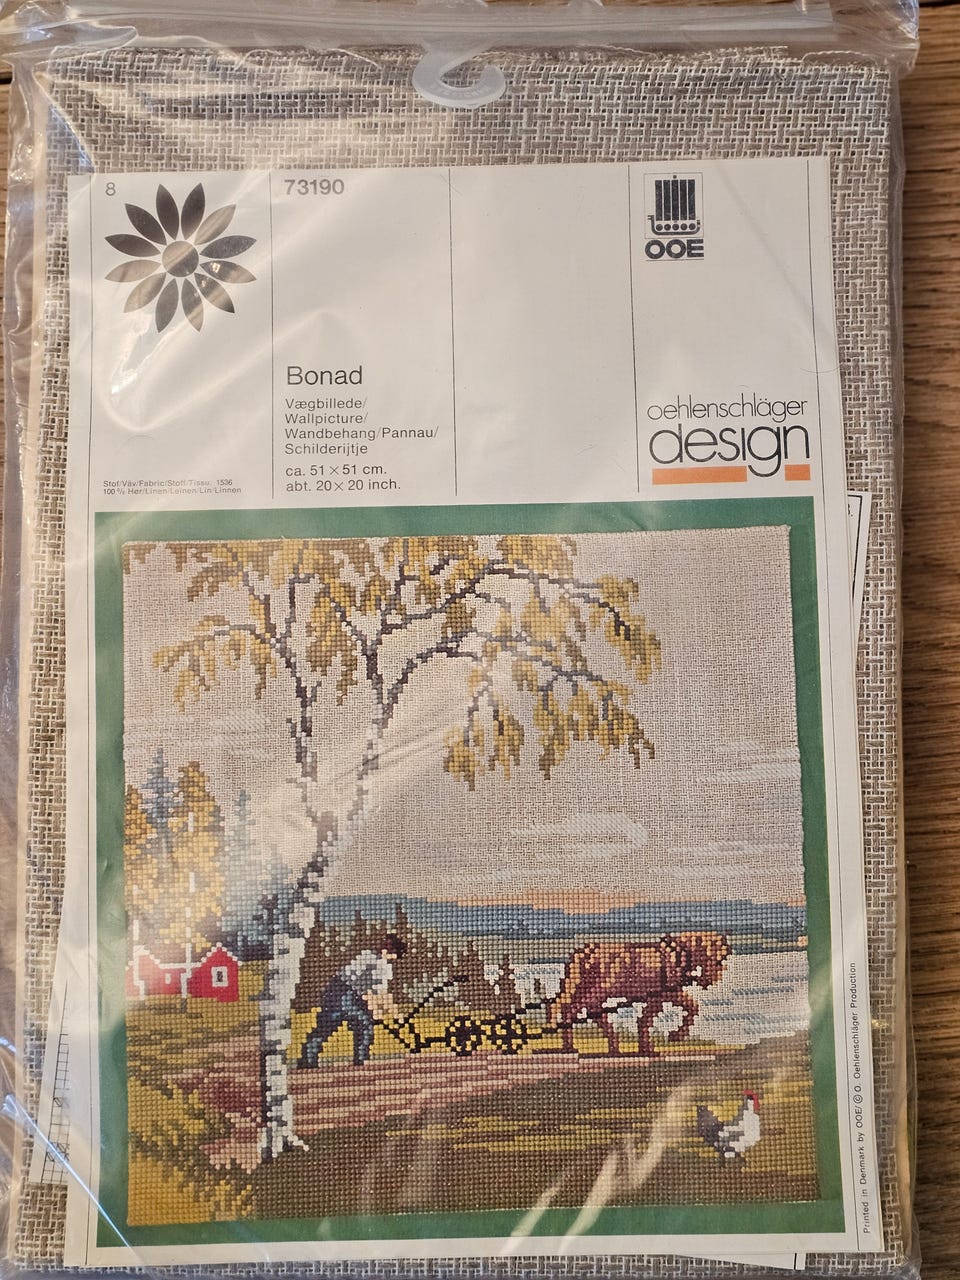 8
73190
OOE
Bonad
Vægbillede/
Wallpicture/
Wandbehang/Pannau/
Schilderijtje
ca. 51 × 51 cm.
abt. 20 × 20 inch.
oehlenschläger
design
Stof/Väv/Fabric/Stoff/Tissu: 1536
100 % Hør/Linen/Leinen/Lin/Linnen
Printed in Denmark by OOE/© O. Oehlenschläger Production